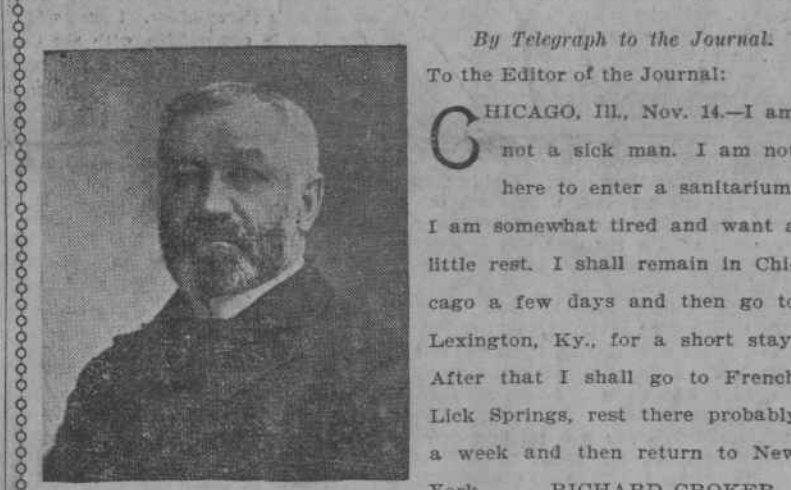 By Telegraph to the Journal.
To the Editor of the Journal:
CHICAGO, Ill., Nov. 14.—I am
not a sick man. I am not
here to enter a sanitarium.
I am somewhat tired and want a
little rest. I shall remain in Chi-
cago a few days and then go to
Lexington, Ky., for a short stay.
After that I shall go to French
Lick Springs, rest there probably
a week and then return to New
York. RICHARD CROKER.